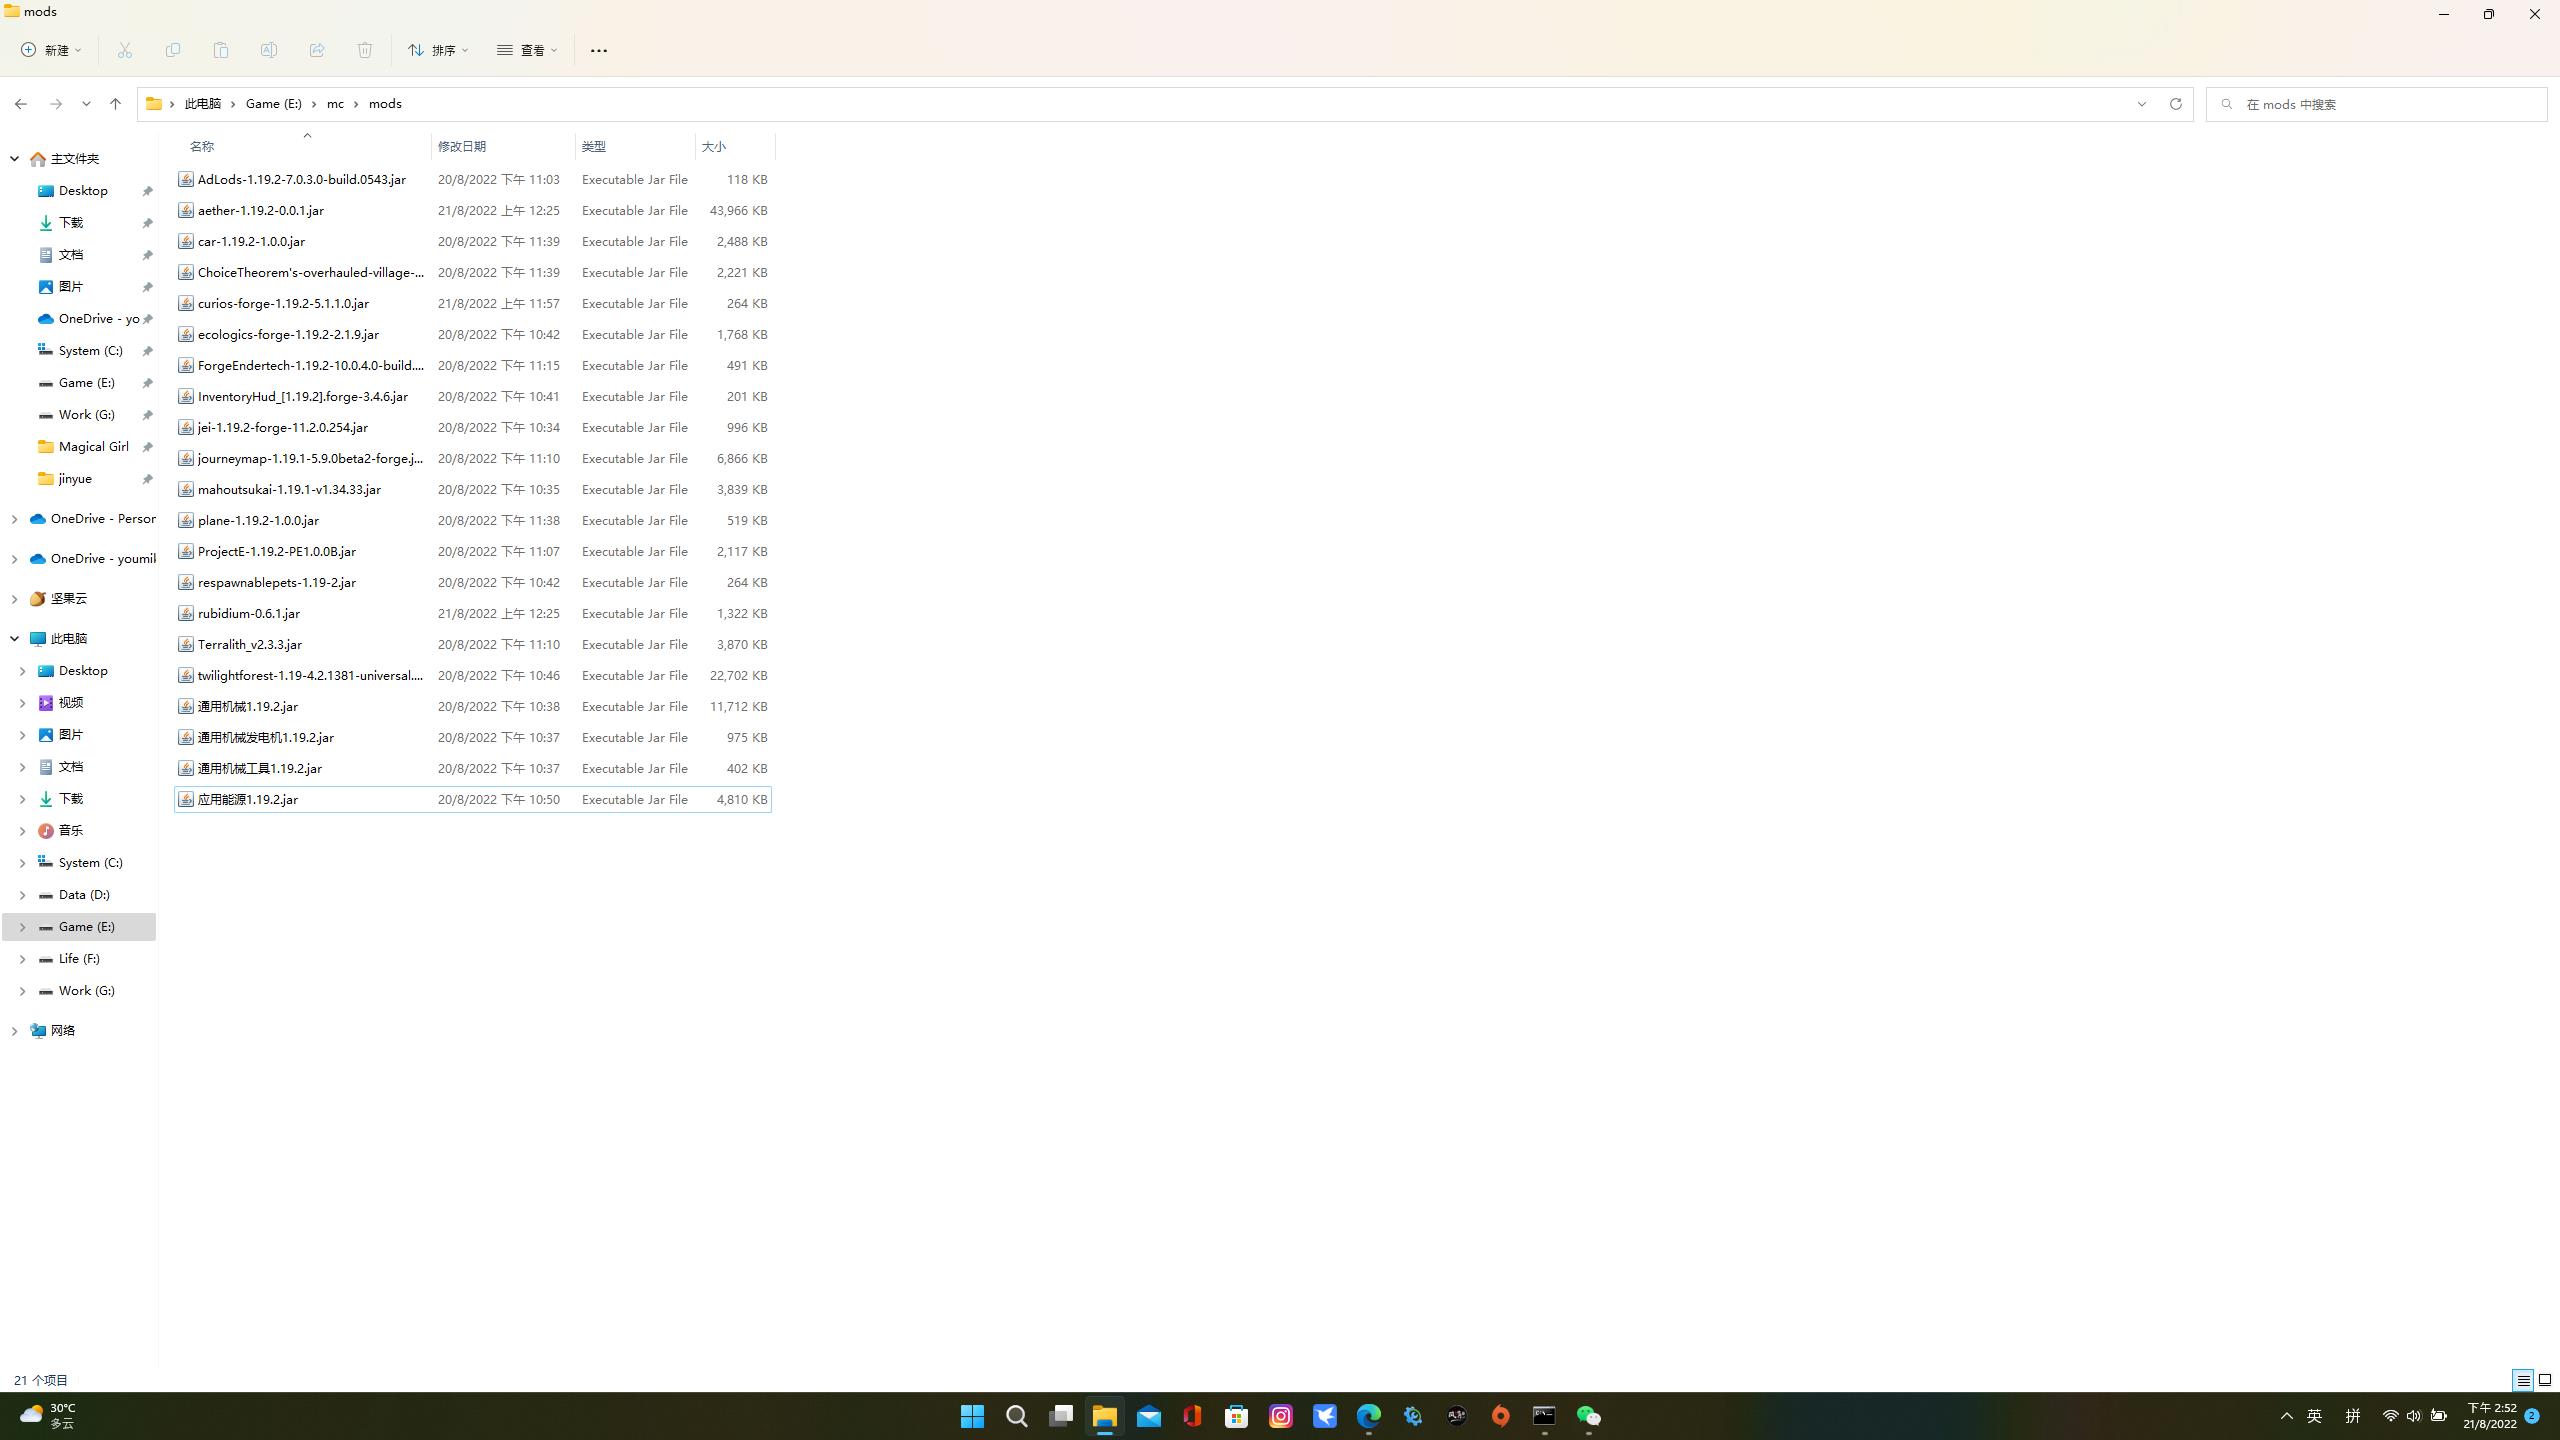 mods
新建
排序
查看
此电脑 Game (E:) mc mods
在 mods 中搜索
名称 修改日期 类型 大小
AdLods-1.19.2-7.0.3.0-build.0543.jar 20/8/2022 下午 11:03 Executable Jar File 118 KB
aether-1.19.2-0.0.1.jar 21/8/2022 上午 12:25 Executable Jar File 43,966 KB
car-1.19.2-1.0.0.jar 20/8/2022 下午 11:39 Executable Jar File 2,488 KB
ChoiceTheorem's-overhauled-village-... 20/8/2022 下午 11:39 Executable Jar File 2,221 KB
curios-forge-1.19.2-5.1.1.0.jar 21/8/2022 上午 11:57 Executable Jar File 264 KB
ecologics-forge-1.19.2-2.1.9.jar 20/8/2022 下午 10:42 Executable Jar File 1,768 KB
ForgeEndertech-1.19.2-10.0.4.0-build.... 20/8/2022 下午 11:15 Executable Jar File 491 KB
InventoryHud_[1.19.2].forge-3.4.6.jar 20/8/2022 下午 10:41 Executable Jar File 201 KB
jei-1.19.2-forge-11.2.0.254.jar 20/8/2022 下午 10:34 Executable Jar File 996 KB
journeymap-1.19.1-5.9.0beta2-forge.j... 20/8/2022 下午 11:10 Executable Jar File 6,866 KB
mahoutsukai-1.19.1-v1.34.33.jar 20/8/2022 下午 10:35 Executable Jar File 3,839 KB
plane-1.19.2-1.0.0.jar 20/8/2022 下午 11:38 Executable Jar File 519 KB
ProjectE-1.19.2-PE1.0.0B.jar 20/8/2022 下午 11:07 Executable Jar File 2,117 KB
respawnablepets-1.19-2.jar 20/8/2022 下午 10:42 Executable Jar File 264 KB
rubidium-0.6.1.jar 21/8/2022 上午 12:25 Executable Jar File 1,322 KB
Terralith_v2.3.3.jar 20/8/2022 下午 11:10 Executable Jar File 3,870 KB
twilightforest-1.19-4.2.1381-universal.... 20/8/2022 下午 10:46 Executable Jar File 22,702 KB
通用机械1.19.2.jar 20/8/2022 下午 10:38 Executable Jar File 11,712 KB
通用机械发电机1.19.2.jar 20/8/2022 下午 10:37 Executable Jar File 975 KB
通用机械工具1.19.2.jar 20/8/2022 下午 10:37 Executable Jar File 402 KB
应用能源1.19.2.jar 20/8/2022 下午 10:50 Executable Jar File 4,810 KB
主文件夹
Desktop
下载
文档
图片
OneDrive - yo
System (C:)
Game (E:)
Work (G:)
Magical Girl
jinyue
OneDrive - Person
OneDrive - youmik
坚果云
此电脑
Desktop
视频
图片
文档
下载
音乐
System (C:)
Data (D:)
Game (E:)
Life (F:)
Work (G:)
网络
21 个项目
30°C
多云
英
拼
下午 2:52
21/8/2022
2